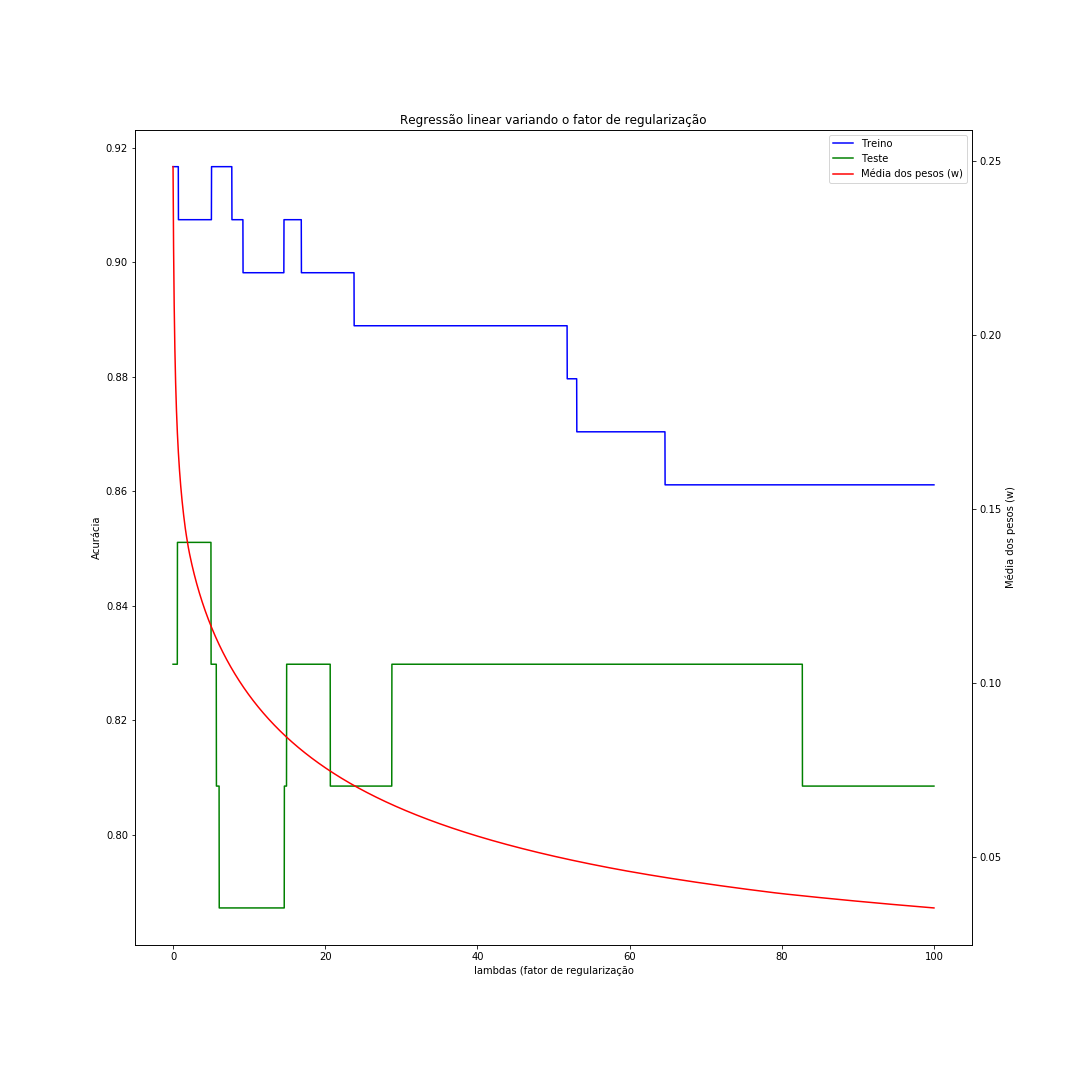 Regressão linear variando o fator de regularização
Treino
Teste
Média dos pesos (w)
0.92
0.90
0.88
0.86
0.84
0.82
0.80
Acurácia
0.25
0.20
0.15
0.10
0.05
Média dos pesos (w)
0 20 40 60 80 100
lambdas (fator de regularização